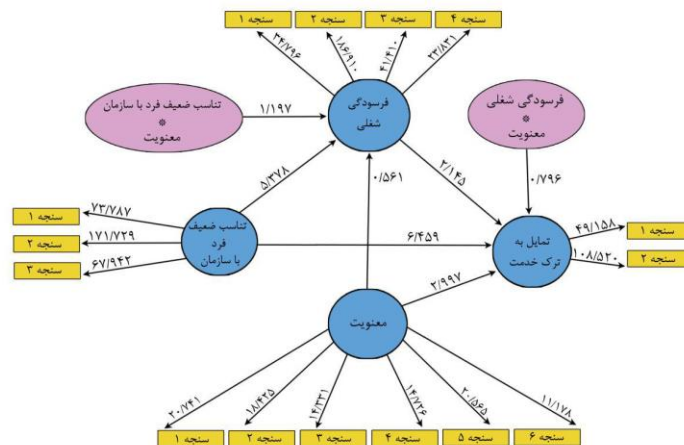 سنجه ۱
سنجه ۲
سنجه ۳
سنجه ۴
۳۴/۷۹۶
۱۸۶/۹۱۰
۴۱/۴۱۰
۲۳/۸۳۱
تناسب ضعیف فرد با سازمان
*
معنویت
۱/۱۹۷
فرسودگی
شغلی
فرسودگی شغلی
*
معنویت
۵/۳۷۸
۰/۵۶۱
۲/۱۴۵
۰/۷۹۶
سنجه ۱
سنجه ۲
سنجه ۳
۷۳/۷۸۷
۱۷۱/۷۲۹
۶۷/۹۴۲
تناسب ضعیف
فرد
با سازمان
۶/۴۵۹
تمایل به
ترک خدمت
۴۹/۱۵۸
۱۰۸/۵۲۰
سنجه ۱
سنجه ۲
۲/۹۹۷
معنویت
۲۰/۷۴۱
۱۸/۴۲۵
۱۴/۳۳۱
۱۴/۷۲۶
۲۰/۵۶۵
۱۱/۱۷۸
سنجه ۱
سنجه ۲
سنجه ۳
سنجه ۴
سنجه ۵
سنجه ۶